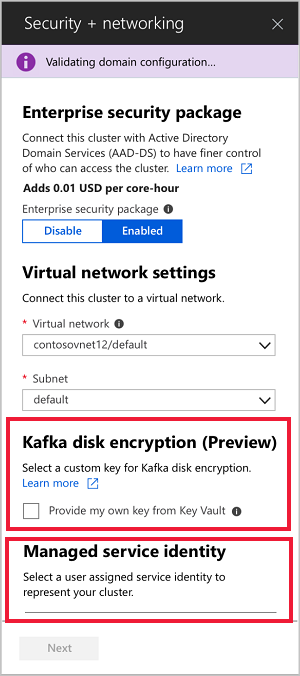 Security + networking
Validating domain configuration...
Enterprise security package
Connect this cluster with Active Directory
Domain Services (AAD-DS) to have finer control
of who can access the cluster. Learn more
Adds 0.01 USD per core-hour
Enterprise security package
Disable Enabled
Virtual network settings
Connect this cluster to a virtual network.
* Virtual network
contosovnet12/default
* Subnet
default
Kafka disk encryption (Preview)
Select a custom key for Kafka disk encryption.
Learn more
Provide my own key from Key Vault
Managed service identity
Select a user assigned service identity to
represent your cluster.
Next